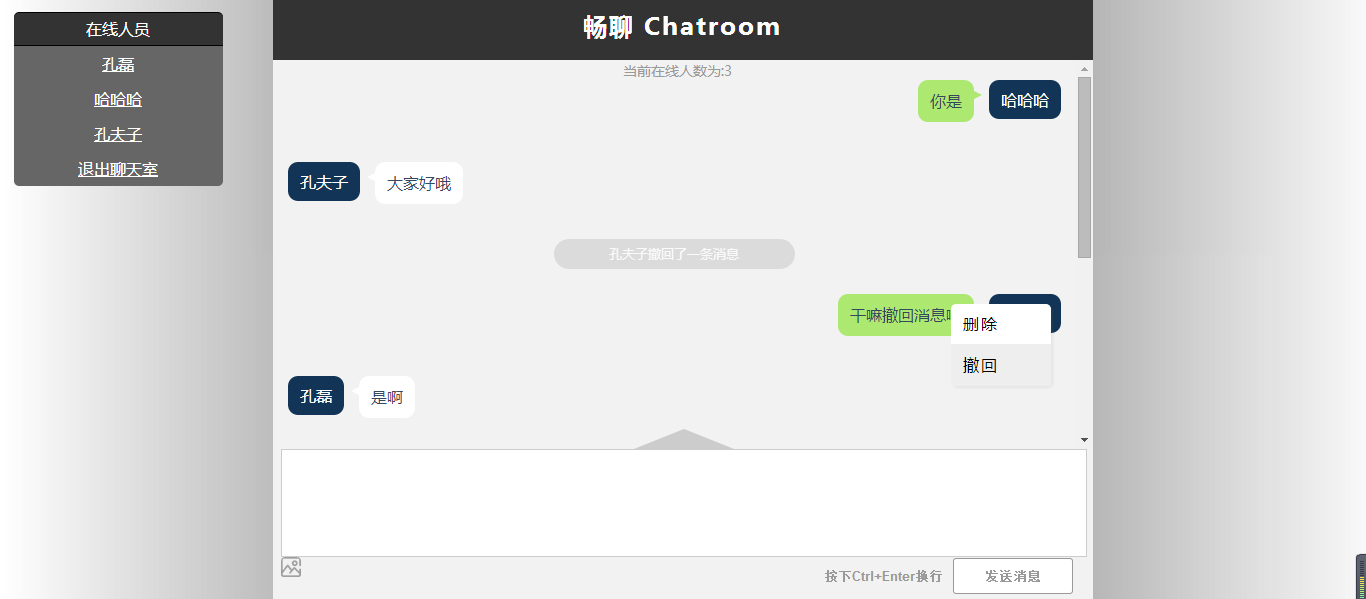 在线人员
孔磊
哈哈哈
孔夫子
退出聊天室
畅聊 Chatroom
当前在线人数为:3
你是
哈哈哈
孔夫子
大家好哦
孔夫子撤回了一条消息
干嘛撤回消息
删除
撤回
孔磊
是啊
按下Ctrl+Enter换行
发送消息